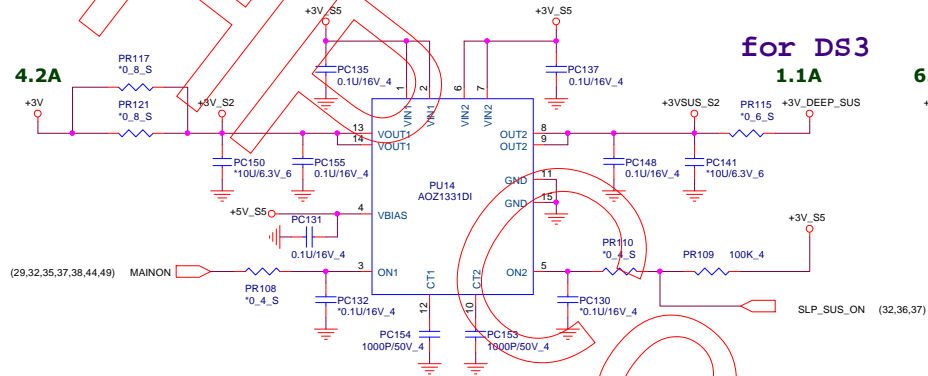 +3V_S5
+3V_S5
for DS3
4.2A
1.1A
6.
PR117
*0_8_S
PC135
0.1U/16V_4
PC137
0.1U/16V_4
1
2
6
7
VIN1
VIN1
VIN2
VIN2
+3V
PR121
*0_8_S
+3V_S2
+3VSUS_S2
PR115
*0_6_S
+3V_DEEP_SUS
13
14
VOUT1
VOUT1
OUT2
OUT2
8
9
PC150
*10U/6.3V_6
PC155
0.1U/16V_4
PC148
0.1U/16V_4
PC141
*10U/6.3V_6
PU14
AOZ1331DI
GND
11
GND
15
+5V_S5
PC131
0.1U/16V_4
4
VBIAS
+3V_S5
(29,32,35,37,38,44,49)
MAINON
PR108
*0_4_S
3
ON1
CT1
CT2
ON2
5
PR110
*0_4_S
PR109
100K_4
PC132
*0.1U/16V_4
12
10
PC130
*0.1U/16V_4
SLP_SUS_ON
(32,36,37)
PC154
1000P/50V_4
PC153
1000P/50V_4